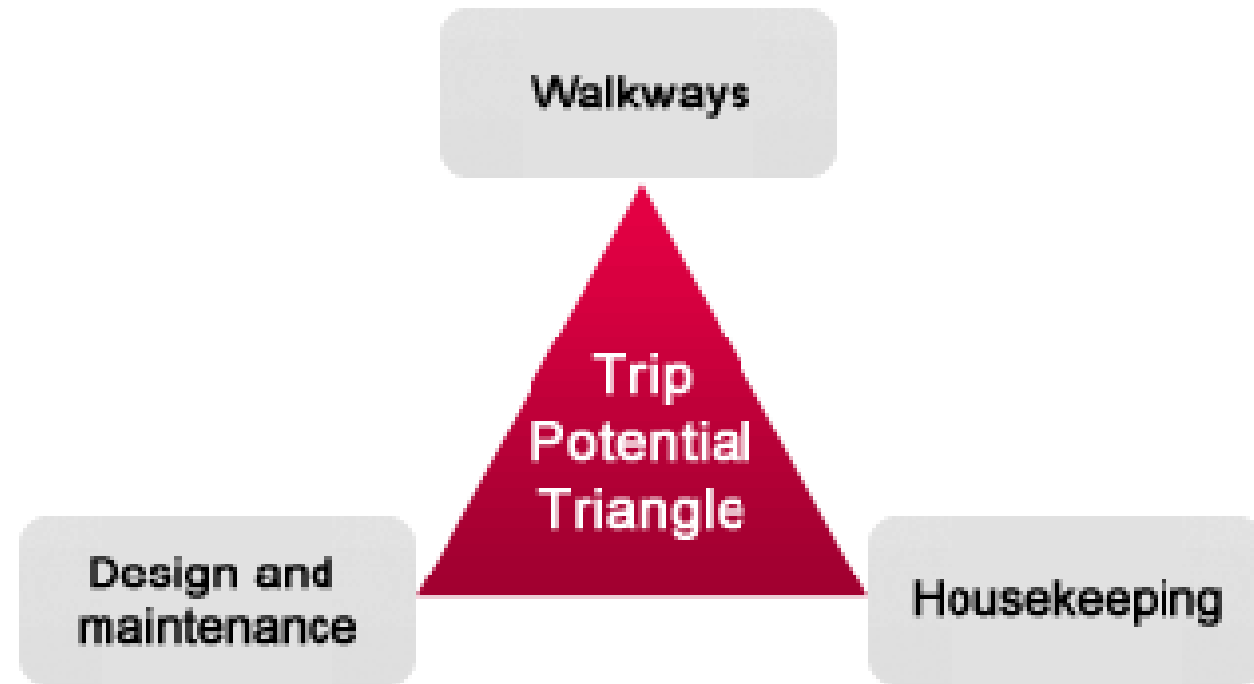 Walkways
Trip
Potential
Triangle
Design and
maintenance
Housekeeping